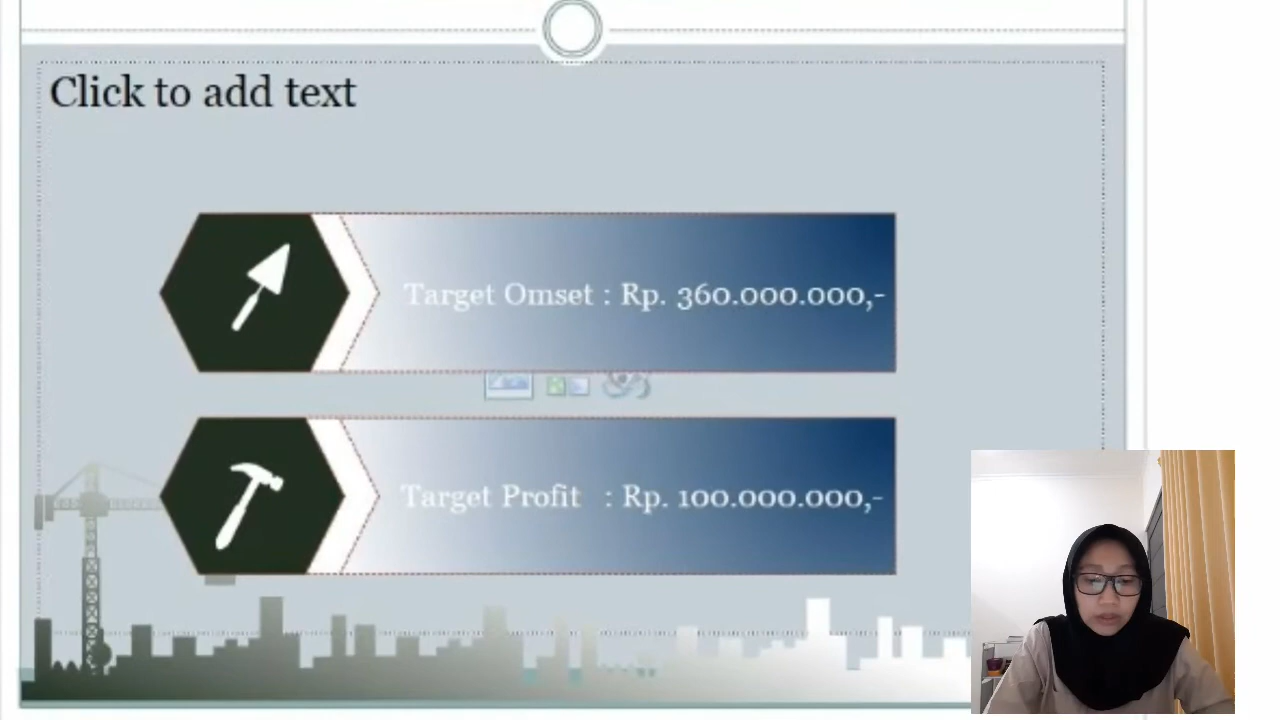 Click to add text
Target Omset : Rp. 360.000.000,-
Target Profit : Rp. 100.000.000,-